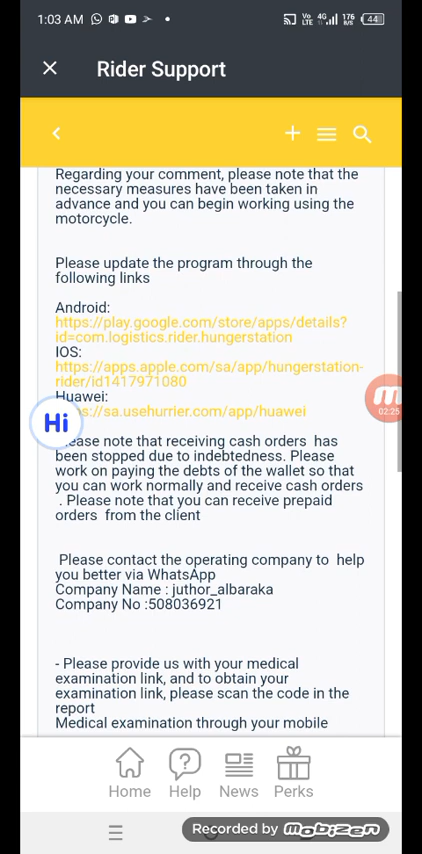 1:03 AM
Vo LTE 4G 176 B/S 44
Rider Support
Regarding your comment, please note that the
necessary measures have been taken in
advance and you can begin working using the
motorcycle.
Please update the program through the
following links
Android:
https://play.google.com/store/apps/details?
id=com.logistics.rider.hungerstation
IOS:
https://apps.apple.com/sa/app/hungerstation-
rider/id1417971080
Huawei:
://sa.usehurrier.com/app/huawei
02:25
Hi
ease note that receiving cash orders has
been stopped due to indebtedness. Please
work on paying the debts of the wallet so that
you can work normally and receive cash orders
. Please note that you can receive prepaid
orders from the client
Please contact the operating company to help
you better via WhatsApp
Company Name : juthor_albaraka
Company No :508036921
- Please provide us with your medical
examination link, and to obtain your
examination link, please scan the code in the
report
Medical examination through your mobile
Home Help News Perks
Recorded by mobizen